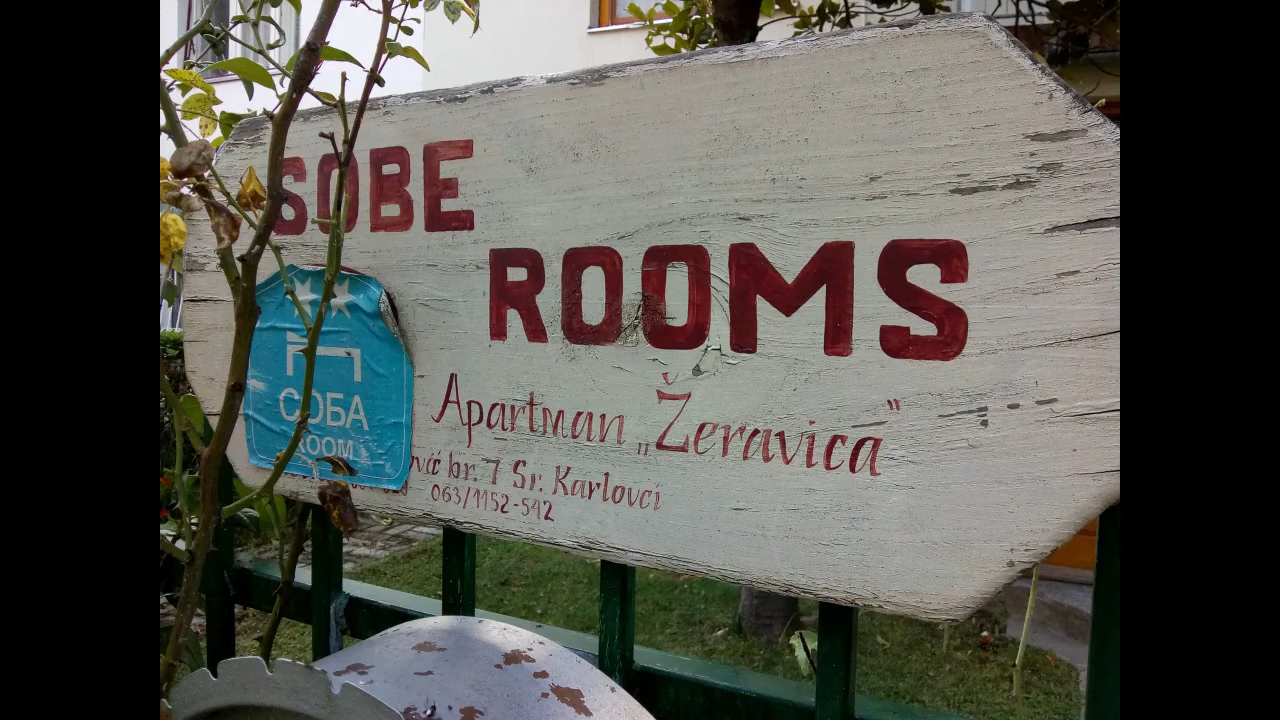 SOBE
ROOMS
СОБА
ROOM
Apartman „Žeravica"
br. 7 Sr. Karlovci
063/1152-542